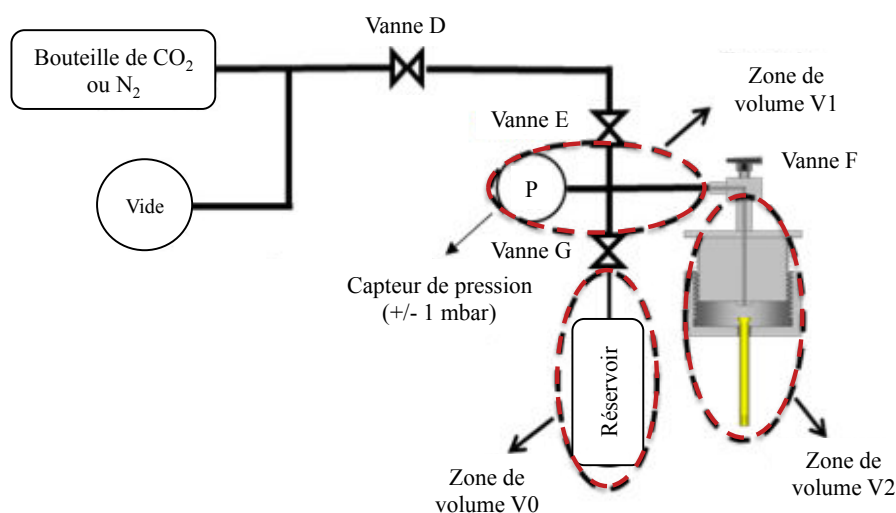 Vanne D
Bouteille de CO₂
ou N₂
Zone de
volume V1
Vanne E
Vanne F
P
Vide
Vanne G
Capteur de pression
(+/- 1 mbar)
Réservoir
Zone de
volume V0
Zone de
volume V2